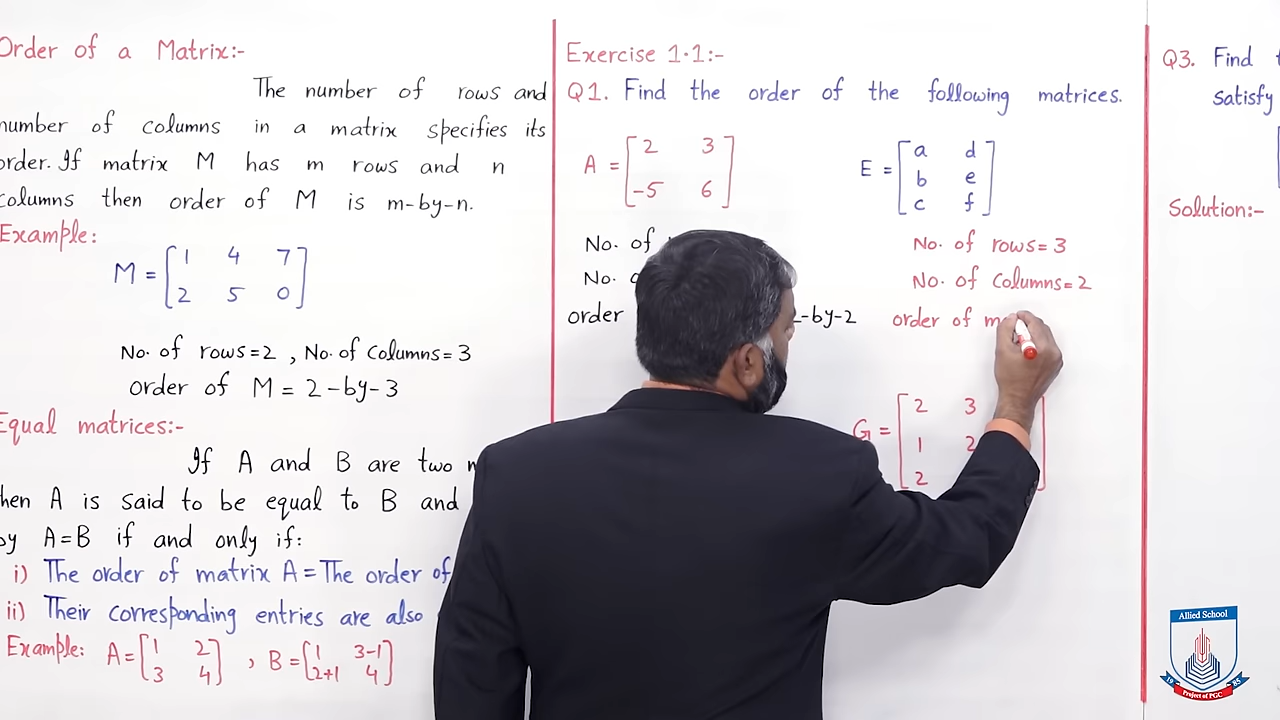 Order of a Matrix:-
The number of rows and
number of columns in a matrix specifies its
order. If matrix M has m rows and n
columns then order of M is m-by-n.
Example:
M = [1 4 7
2 5 0]
No. of rows=2 , No. of Columns=3
Order of M = 2-by-3
Equal matrices:-
If A and B are two
then A is said to be equal to B and
by A=B if and only if:
i) The order of matrix A = The order of
ii) Their corresponding entries are also
Example: A=[1 2
3 4] , B=[1 3-1
2+1 4]
Exercise 1.1:-
Q1. Find the order of the following matrices.
A = [2 3
-5 6]
No. of
No.
order -by-2
E = [a d
b e
c f]
No. of rows=3
No. of Columns=2
order of m
G = [2 3
1 2
2
Q3. Find
Satisfy
Solution:-
Allied School
19 85
Project of PGC